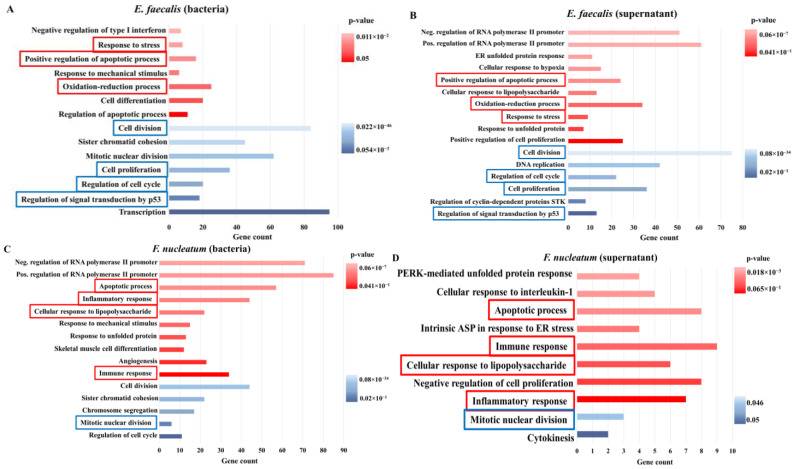 A
E. faecalis (bacteria)
Negative regulation of type I interferon
Response to stress
Positive regulation of apoptotic process
Response to mechanical stimulus
Oxidation-reduction process
Cell differentiation
Regulation of apoptotic process
Cell division
Sister chromatid cohesion
Mitotic nuclear division
Cell proliferation
Regulation of cell cycle
Regulation of signal transduction by p53
Transcription
0 20 40 60 80 100
Gene count
p-value
0.011×10⁻²
0.05
0.022×10⁻⁴⁶
B
E. faecalis (supernatant)
Neg. regulation of RNA polymerase II promoter
Pos. regulation of RNA polymerase II promoter
ER unfolded protein response
Cellular response to hypoxia
Positive regulation of apoptotic process
Cellular response to lipopolysaccharide
Oxidation-reduction process
Response to stress
Response to unfolded protein
Positive regulation of cell proliferation
Cell division
DNA replication
Regulation of cell cycle
Cell proliferation
Regulation of cyclin-dependent proteins STK
Regulation of signal transduction by p53
0 10 20 30 40 50 60 70 80
Gene count
p-value
0.06×10⁻⁷
0.041×10⁻¹
0.08×10⁻³⁴
0.02×10⁻¹
C
F. nucleatum (bacteria)
Neg. regulation of RNA polymerase II promoter
Pos. regulation of RNA polymerase II promoter
Apoptotic process
Inflammatory response
Cellular response to lipopolysaccharide
Response to mechanical stimulus
Response to unfolded protein
Skeletal muscle cell differentiation
Angiogenesis
Immune response
Cell division
Sister chromatid cohesion
Chromosome segregation
Mitotic nuclear division
Regulation of cell cycle
0 10 20 30 40 50 60 70 80 90
Gene count
p-value
0.06×10⁻⁷
0.041×10⁻¹
0.08×10⁻³⁴
0.02×10⁻¹
D
F. nucleatum (supernatant)
PERK-mediated unfolded protein response
Cellular response to interleukin-1
Apoptotic process
Intrinsic ASP in response to ER stress
Immune response
Cellular response to lipopolysaccharide
Negative regulation of cell proliferation
Inflammatory response
Mitotic nuclear division
Cytokinesis
0 1 2 3 4 5 6 7 8 9 10
Gene count
p-value
0.018×10⁻³
0.065×10⁻¹
0.046
0.05